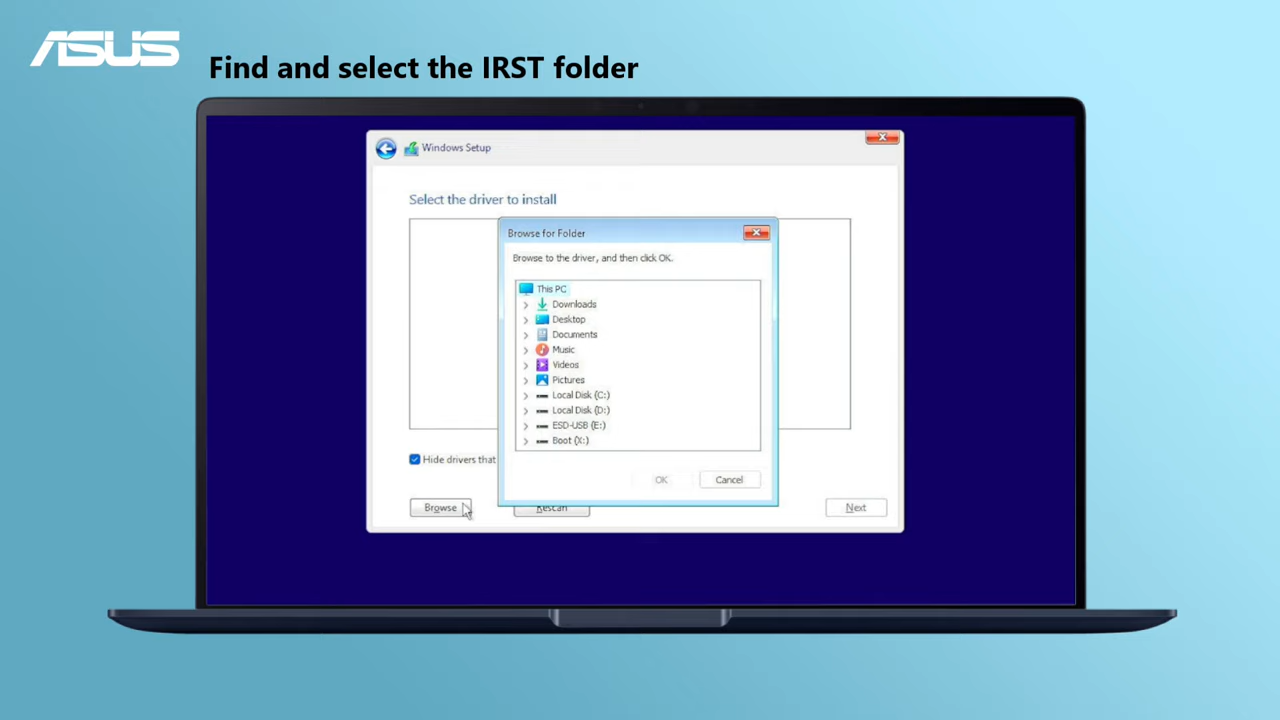 ASUS
Find and select the IRST folder
Windows Setup
Select the driver to install
Browse for Folder
Browse to the driver, and then click OK.
This PC
Downloads
Desktop
Documents
Music
Videos
Pictures
Local Disk (C:)
Local Disk (D:)
ESD-USB (E:)
Boot (X:)
Hide drivers that
OK
Cancel
Browse
Rescan
Next